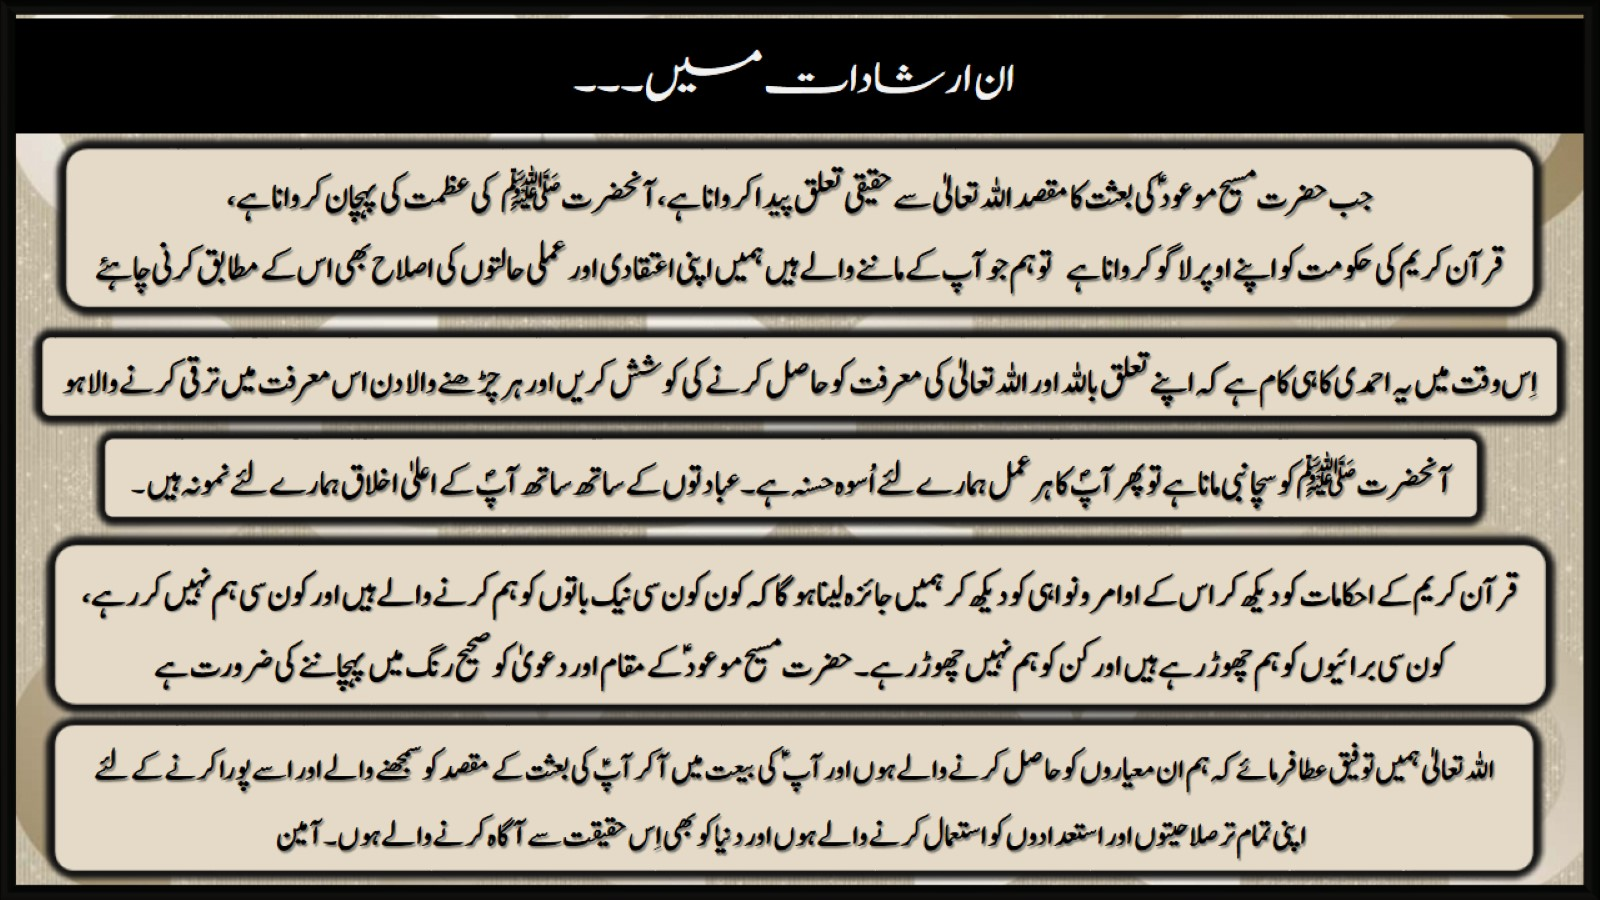 ان ارشادات میں۔۔۔
جب حضرت مسیح موعودؑ کی بعثت کا مقصد اللہ تعالیٰ سے حقیقی تعلق پیدا کروانا ہے، آنحضرت ﷺ کی عظمت کی پہچان کروانا ہے،
قرآن کریم کی حکومت کو اپنے اوپر لاگو کروانا ہے تو ہم جو آپ کے ماننے والے ہیں ہمیں اپنی اعتقادی اور عملی حالتوں کی اصلاح بھی اس کے مطابق کرنی چاہئے
اِس وقت میں یہ احمدی کا ہی کام ہے کہ اپنے تعلق باللہ اور اللہ تعالیٰ کی معرفت کو حاصل کرنے کی کوشش کریں اور ہر چڑھنے والا دن اس معرفت میں ترقی کرنے والا ہو
آنحضرت ﷺ کو سچا نبی مانا ہے تو پھر آپؐ کا ہر عمل ہمارے لئے اُسوہ حسنہ ہے۔ عبادتوں کے ساتھ ساتھ آپؐ کے اعلیٰ اخلاق ہمارے لئے نمونہ ہیں۔
قرآن کریم کے احکامات کو دیکھ کر اس کے اوامر و نواہی کو دیکھ کر ہمیں جائزہ لینا ہو گا کہ کون کون سی نیک باتوں کو ہم کرنے والے ہیں اور کون سی ہم نہیں کر رہے،
کون سی برائیوں کو ہم چھوڑ رہے ہیں اور کن کو ہم نہیں چھوڑ رہے۔ حضرت مسیح موعودؑ کے مقام اور دعویٰ کو صحیح رنگ میں پہچاننے کی ضرورت ہے
اللہ تعالیٰ ہمیں توفیق عطا فرمائے کہ ہم ان معیاروں کو حاصل کرنے والے ہوں اور آپؑ کی بیعت میں آ کر آپؑ کی بعثت کے مقصد کو سمجھنے والے اور اسے پورا کرنے کے لئے
اپنی تمام تر صلاحیتوں اور استعدادوں کو استعمال کرنے والے ہوں اور دنیا کو بھی اِس حقیقت سے آگاہ کرنے والے ہوں۔ آمین